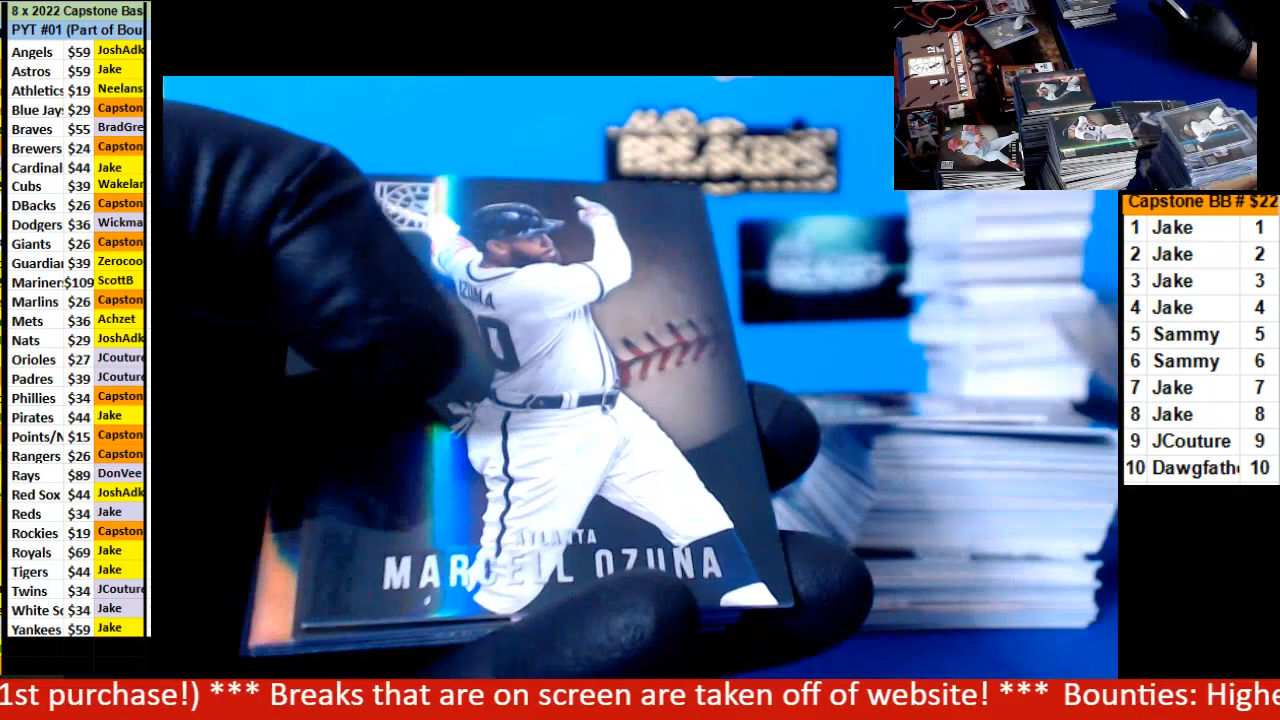 8 x 2022 Capstone Bas
PYT #01 (Part of Bou
Angels $59 JoshAdk
Astros $59 Jake
Athletics $19 Neelans
Blue Jay $29 Capston
Braves $55 BradGre
Brewers $24 Capston
Cardinal $44 Jake
Cubs $39 Wakelan
DBacks $26 Capston
Dodgers $36 Wickma
Giants $26 Capston
Guardia $39 Zerocoo
Mariner $109 ScottB
Marlins $26 Capston
Mets $36 Achzet
Nats $29 JoshAdk
Orioles $27 JCouture
Padres $39 JCouture
Phillies $34 Capston
Pirates $44 Jake
Points/N $15 Capston
Rangers $26 Capston
Rays $89 DonVee
Red Sox $44 JoshAdk
Reds $34 Jake
Rockies $19 Capston
Royals $69 Jake
Tigers $44 Jake
Twins $34 JCouture
White So $34 Jake
Yankees $59 Jake
BREAKERS
OZUNA
ATLANTA
MARCELL OZUNA
Capstone BB # $22
1 Jake 1
2 Jake 2
3 Jake 3
4 Jake 4
5 Sammy 5
6 Sammy 6
7 Jake 7
8 Jake 8
9 JCouture 9
10 Dawgfath 10
1st purchase!) *** Breaks that are on screen are taken off of website! *** Bounties: Highe